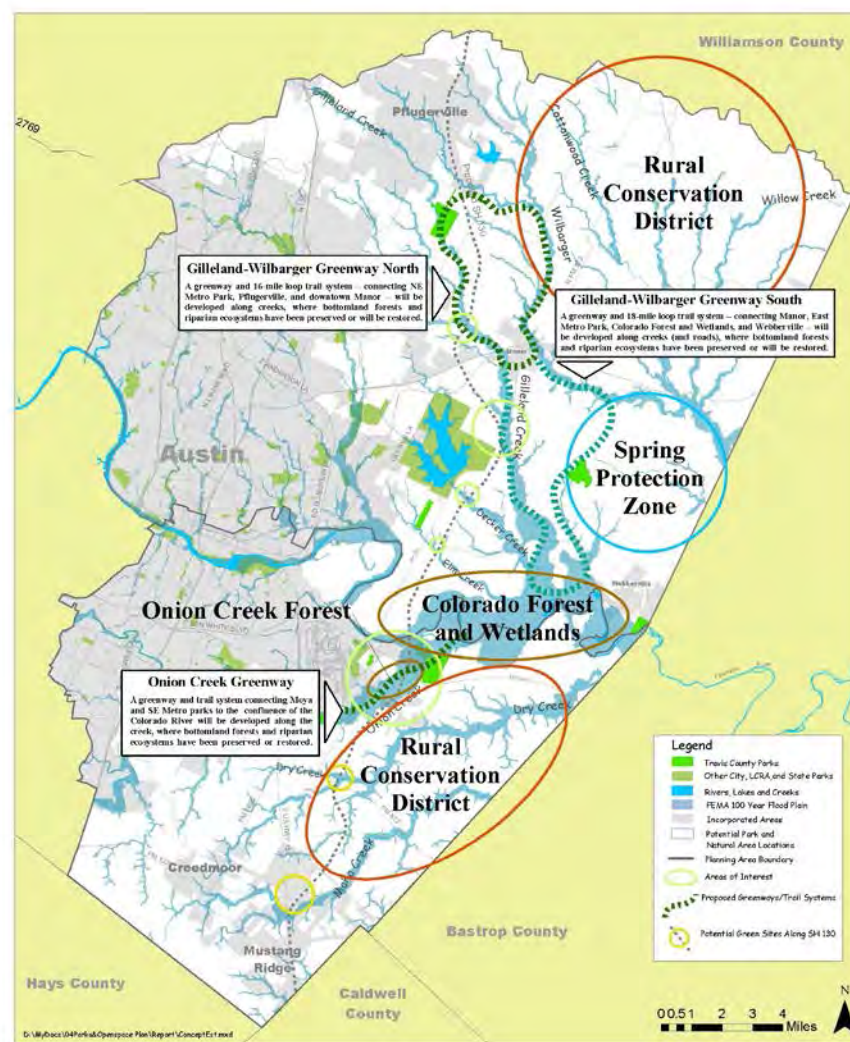 Williamson County
2769
Gilleland Creek
Pflugerville
Cottonwood Creek
Rural
Conservation
District
Willow Creek
Wilbarger
SH 130
Gilleland-Wilbarger Greenway North
A greenway and 16-mile loop trail system – connecting NE
Metro Park, Pflugerville, and downtown Manor – will be
developed along creeks, where bottomland forests and
riparian ecosystems have been preserved or will be restored.
Gilleland-Wilbarger Greenway South
A greenway and 18-mile loop trail system – connecting Manor, East
Metro Park, Colorado Forest and Wetlands, and Webberville – will
be developed along creeks (and roads), where bottomland forests
and riparian ecosystems have been preserved or will be restored.
Manor
Gilleland Creek
Austin
Spring
Protection
Zone
Decker Creek
Elm Creek
Webberville
Onion Creek Forest
Colorado Forest
and Wetlands
Onion Creek Greenway
A greenway and trail system connecting Moya
and SE Metro parks to the confluence of the
Colorado River will be developed along the
creek, where bottomland forests and riparian
ecosystems have been preserved or restored.
Onion Creek
Dry Creek
Rural
Conservation
District
Dry Creek
Creedmoor
Maha Creek
Mustang
Ridge
Bastrop County
Hays County
Caldwell
County
Legend
Travis County Parks
Other City, LCRA, and State Parks
Rivers, Lakes and Creeks
FEMA 100 Year Flood Plain
Incorporated Areas
Potential Park and
Natural Area Locations
Planning Area Boundary
Areas of Interest
Proposed Greenways/Trail Systems
Potential Green Sites Along SH 130
N
0 0.5 1 2 3 4
Miles
D:\MyDocs\04Parks&Openspace Plan\Report\ConceptEst.mxd